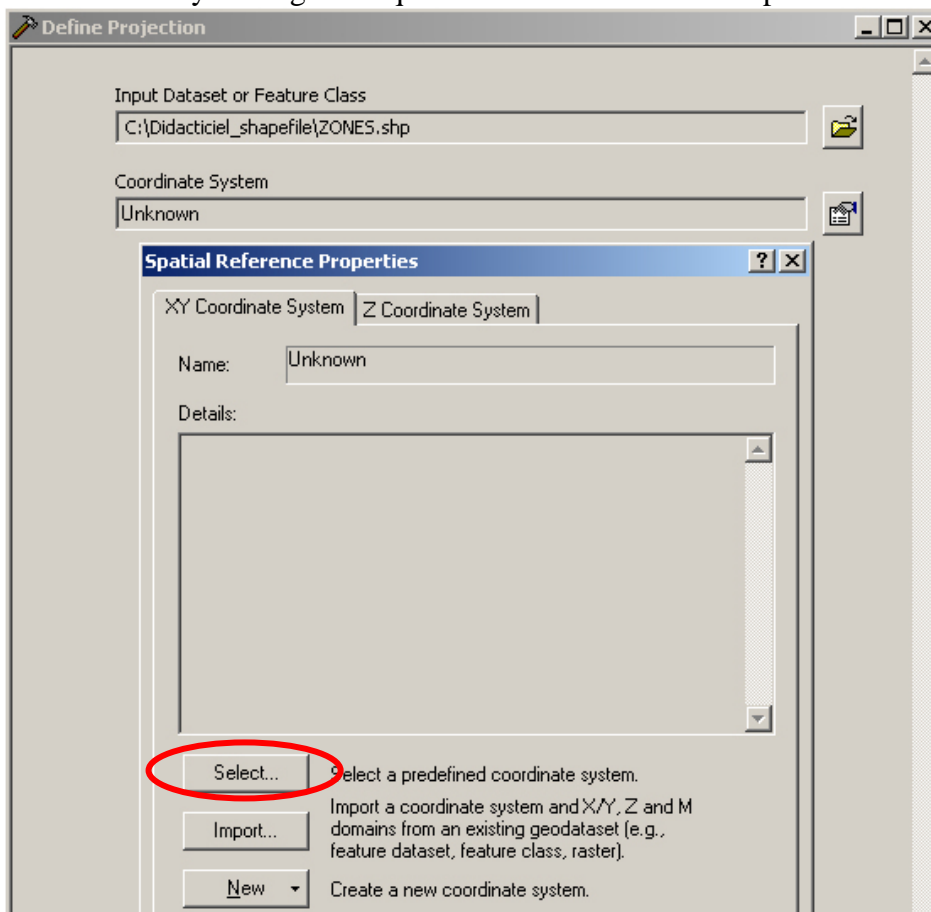 Define Projection
Input Dataset or Feature Class
C:\Didacticiel_shapefile\ZONES.shp
Coordinate System
Unknown
Spatial Reference Properties
XY Coordinate System Z Coordinate System
Name: Unknown
Details:
Select... Select a predefined coordinate system.
Import... Import a coordinate system and X/Y, Z and M
domains from an existing geodataset (e.g.,
feature dataset, feature class, raster).
New Create a new coordinate system.